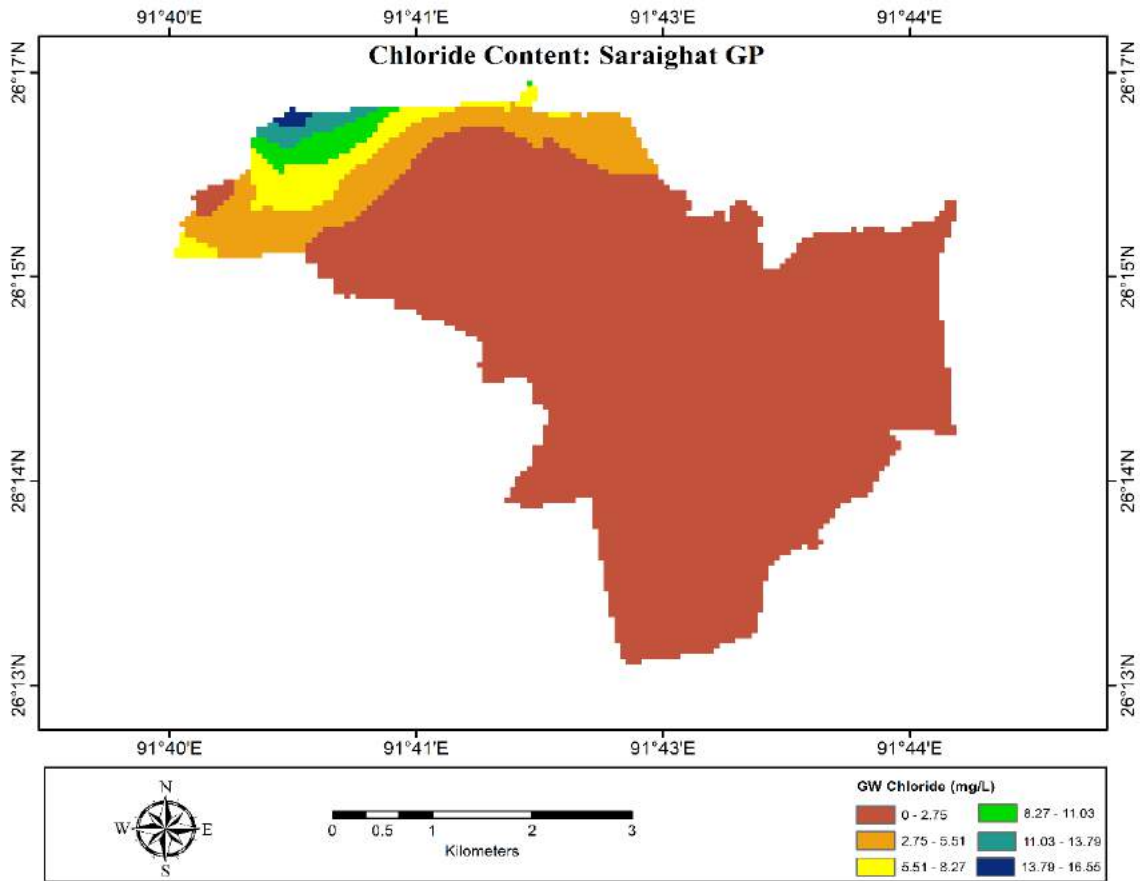 91°40'E 91°41'E 91°43'E 91°44'E
Chloride Content: Saraighat GP
26°17'N 26°17'N
26°15'N 26°15'N
26°14'N 26°14'N
26°13'N 26°13'N
91°40'E 91°41'E 91°43'E 91°44'E
N
W E
S
0 0.5 1 2 3
Kilometers
GW Chloride (mg/L)
0 - 2.75
2.75 - 5.51
5.51 - 8.27
8.27 - 11.03
11.03 - 13.79
13.79 - 16.55